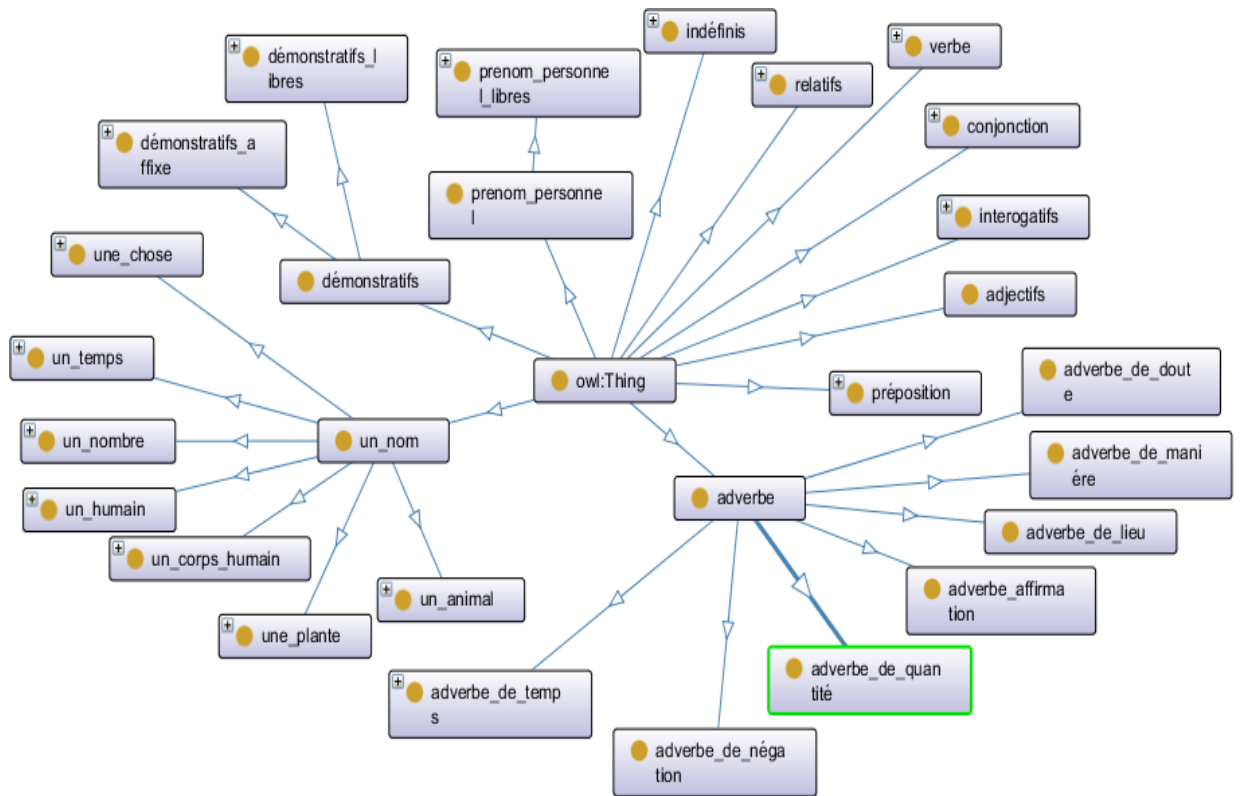 indéfinis
verbe
démonstratifs_l
ibres
prenom_personne
l_libres
relatifs
conjonction
démonstratifs_a
ffixe
prenom_personne
l
interogatifs
une_chose
démonstratifs
adjectifs
un_temps
owl:Thing
adverbe_de_dout
e
préposition
un_nombre
un_nom
adverbe_de_mani
ére
un_humain
adverbe
adverbe_de_lieu
un_corps_humain
un_animal
adverbe_affirma
tion
une_plante
adverbe_de_quan
tité
adverbe_de_temp
s
adverbe_de_néga
tion